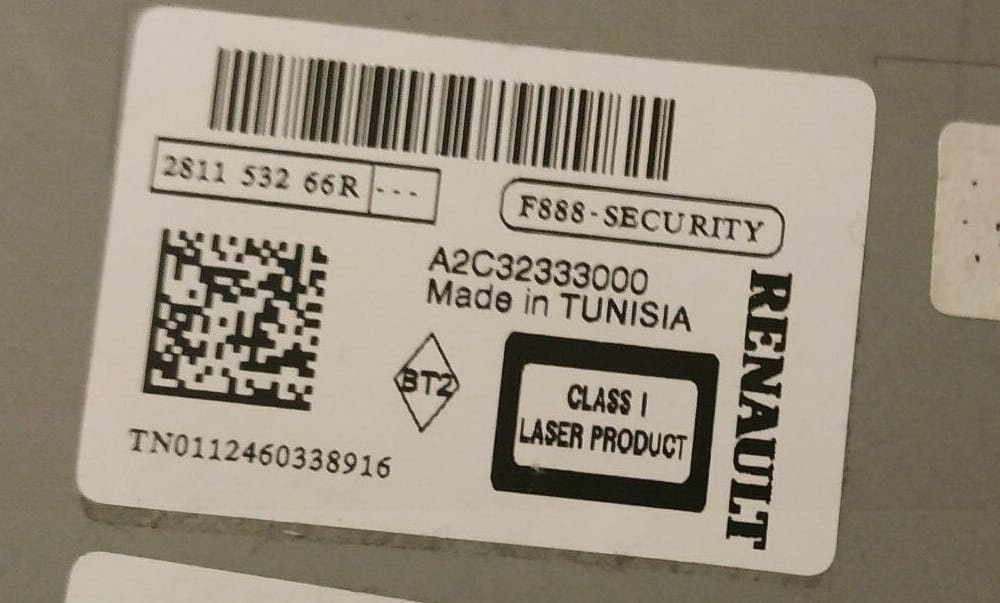 2811 532 66R ---
F888-SECURITY
A2C32333000
Made in TUNISIA
BT2
CLASS I
LASER PRODUCT
RENAULT
TN0112460338916